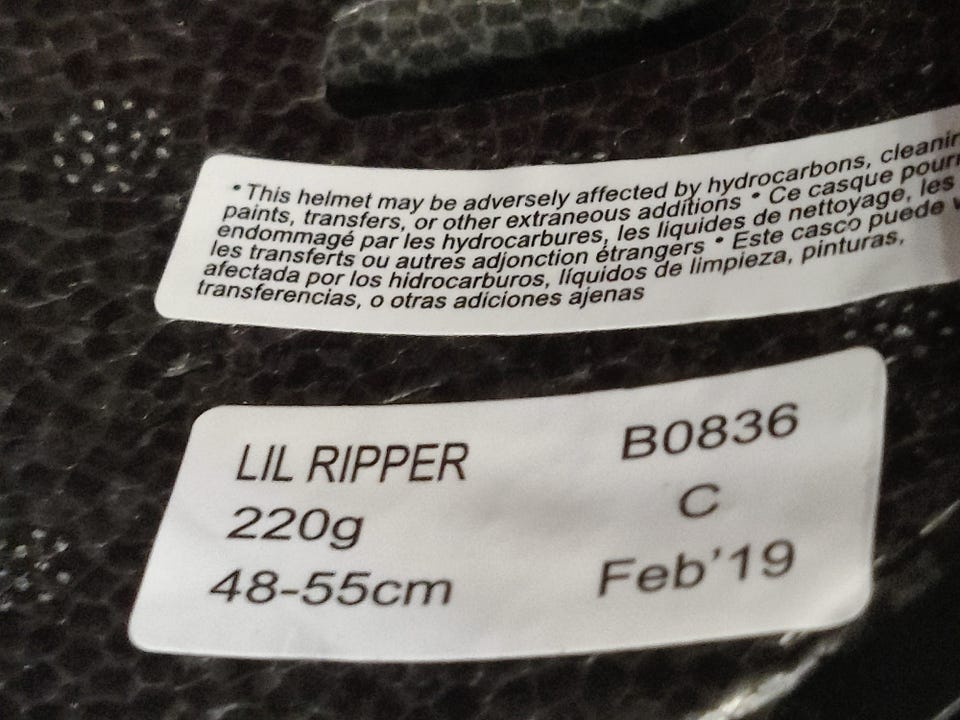 • This helmet may be adversely affected by hydrocarbons,
paints, transfers, or other extraneous additions • Ce casque
endommagé par les hydrocarbures, les liquides de nettoyage, les
les transferts ou autres adjonction étrangers • Este casco puede
afectada por los hidrocarburos, líquidos de limpieza, pinturas,
transferencias, o otras adiciones ajenas
LIL RIPPER
220g
48-55cm
B0836
C
Feb'19